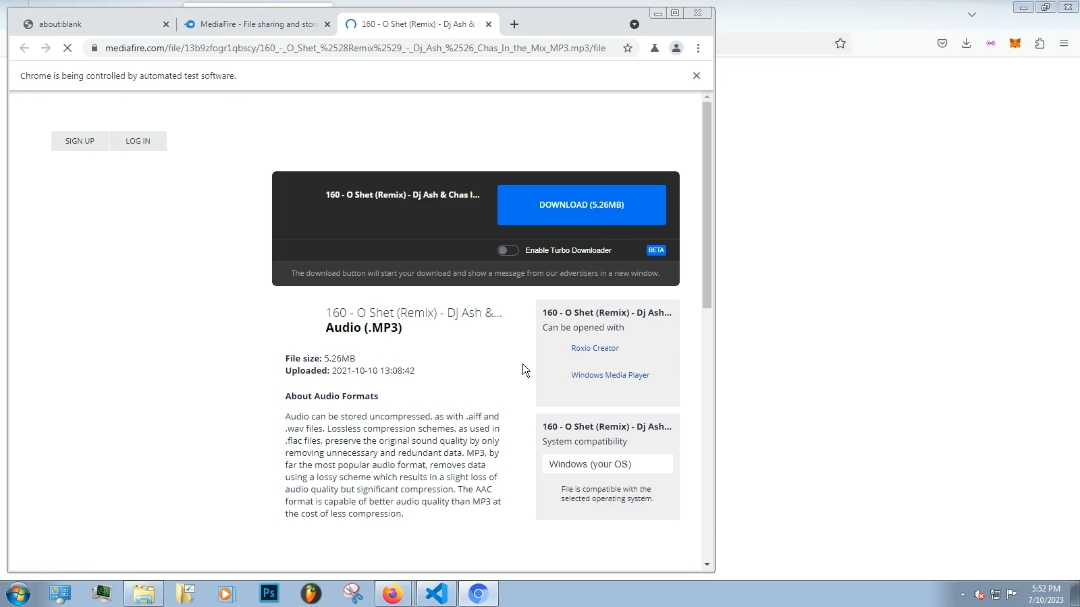 about:blank
MediaFire - File sharing and stor
160 - O Shet (Remix) - Dj Ash &
mediafire.com/file/13b9zfogr1qbscy/160_-_O_Shet_%2528Remix%2529_-_Dj_Ash_%2526_Chas_In_the_Mix_MP3.mp3/file
Chrome is being controlled by automated test software.
SIGN UP
LOG IN
160 - O Shet (Remix) - Dj Ash & Chas I...
DOWNLOAD (5.26MB)
Enable Turbo Downloader
BETA
The download button will start your download and show a message from our advertisers in a new window.
160 - O Shet (Remix) - Dj Ash &...
Audio (.MP3)
File size: 5.26MB
Uploaded: 2021-10-10 13:08:42
About Audio Formats
Audio can be stored uncompressed, as with .aiff and
.wav files. Lossless compression schemes, as used in
.flac files, preserve the original sound quality by only
removing unnecessary and redundant data. MP3, by
far the most popular audio format, removes data
using a lossy scheme which results in a slight loss of
audio quality but significant compression. The AAC
format is capable of better audio quality than MP3 at
the cost of less compression.
160 - O Shet (Remix) - Dj Ash...
Can be opened with
Roxio Creator
Windows Media Player
160 - O Shet (Remix) - Dj Ash...
System compatibility
Windows (your OS)
File is compatible with the
selected operating system.
Ps
5:52 PM
7/10/2023